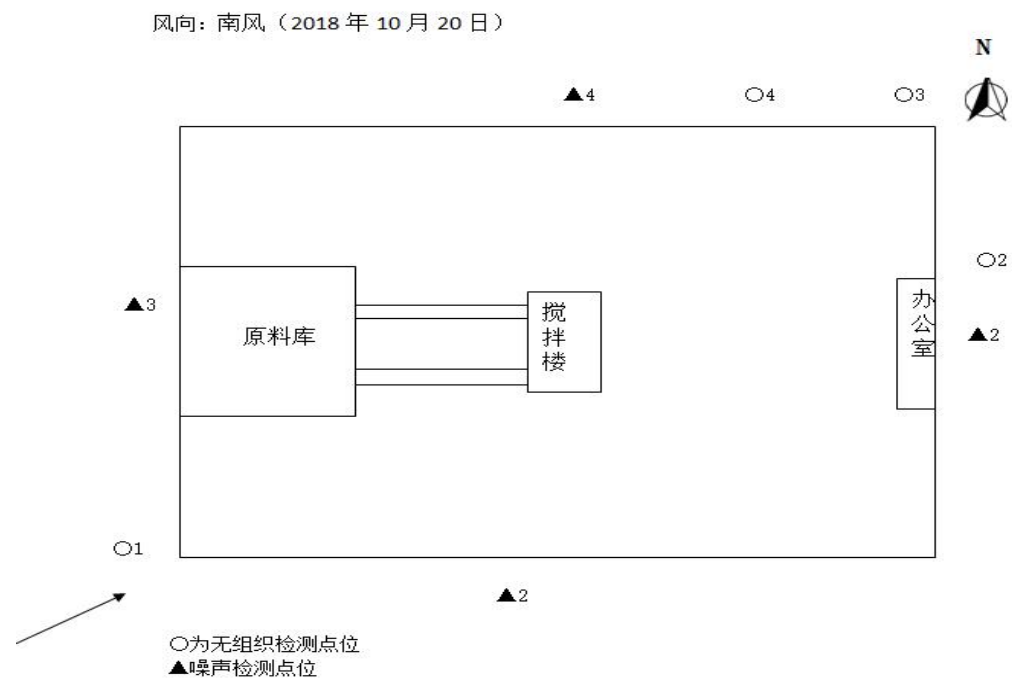 风向：南风（2018 年 10 月 20 日）
N
▲4
○4
○3
○2
▲3
原料库
搅拌楼
办公室
▲2
○1
▲2
○为无组织检测点位
▲噪声检测点位